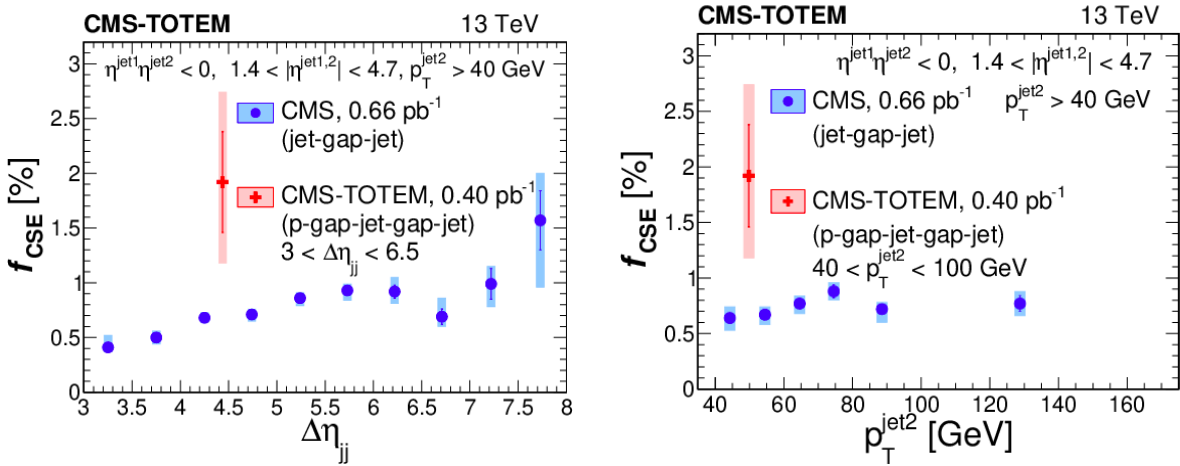 CMS-TOTEM 13 TeV
η^jet1 η^jet2 < 0, 1.4 < |η^jet1,2| < 4.7, p_T^jet2 > 40 GeV
CMS, 0.66 pb^-1
(jet-gap-jet)
CMS-TOTEM, 0.40 pb^-1
(p-gap-jet-gap-jet)
3 < Δη_jj < 6.5
f_CSE [%]
3
2.5
2
1.5
1
0.5
0
3 3.5 4 4.5 5 5.5 6 6.5 7 7.5 8
Δη_jj
CMS-TOTEM 13 TeV
η^jet1 η^jet2 < 0, 1.4 < |η^jet1,2| < 4.7
CMS, 0.66 pb^-1 p_T^jet2 > 40 GeV
(jet-gap-jet)
CMS-TOTEM, 0.40 pb^-1
(p-gap-jet-gap-jet)
40 < p_T^jet2 < 100 GeV
f_CSE [%]
3
2.5
2
1.5
1
0.5
0
40 60 80 100 120 140 160
p_T^jet2 [GeV]